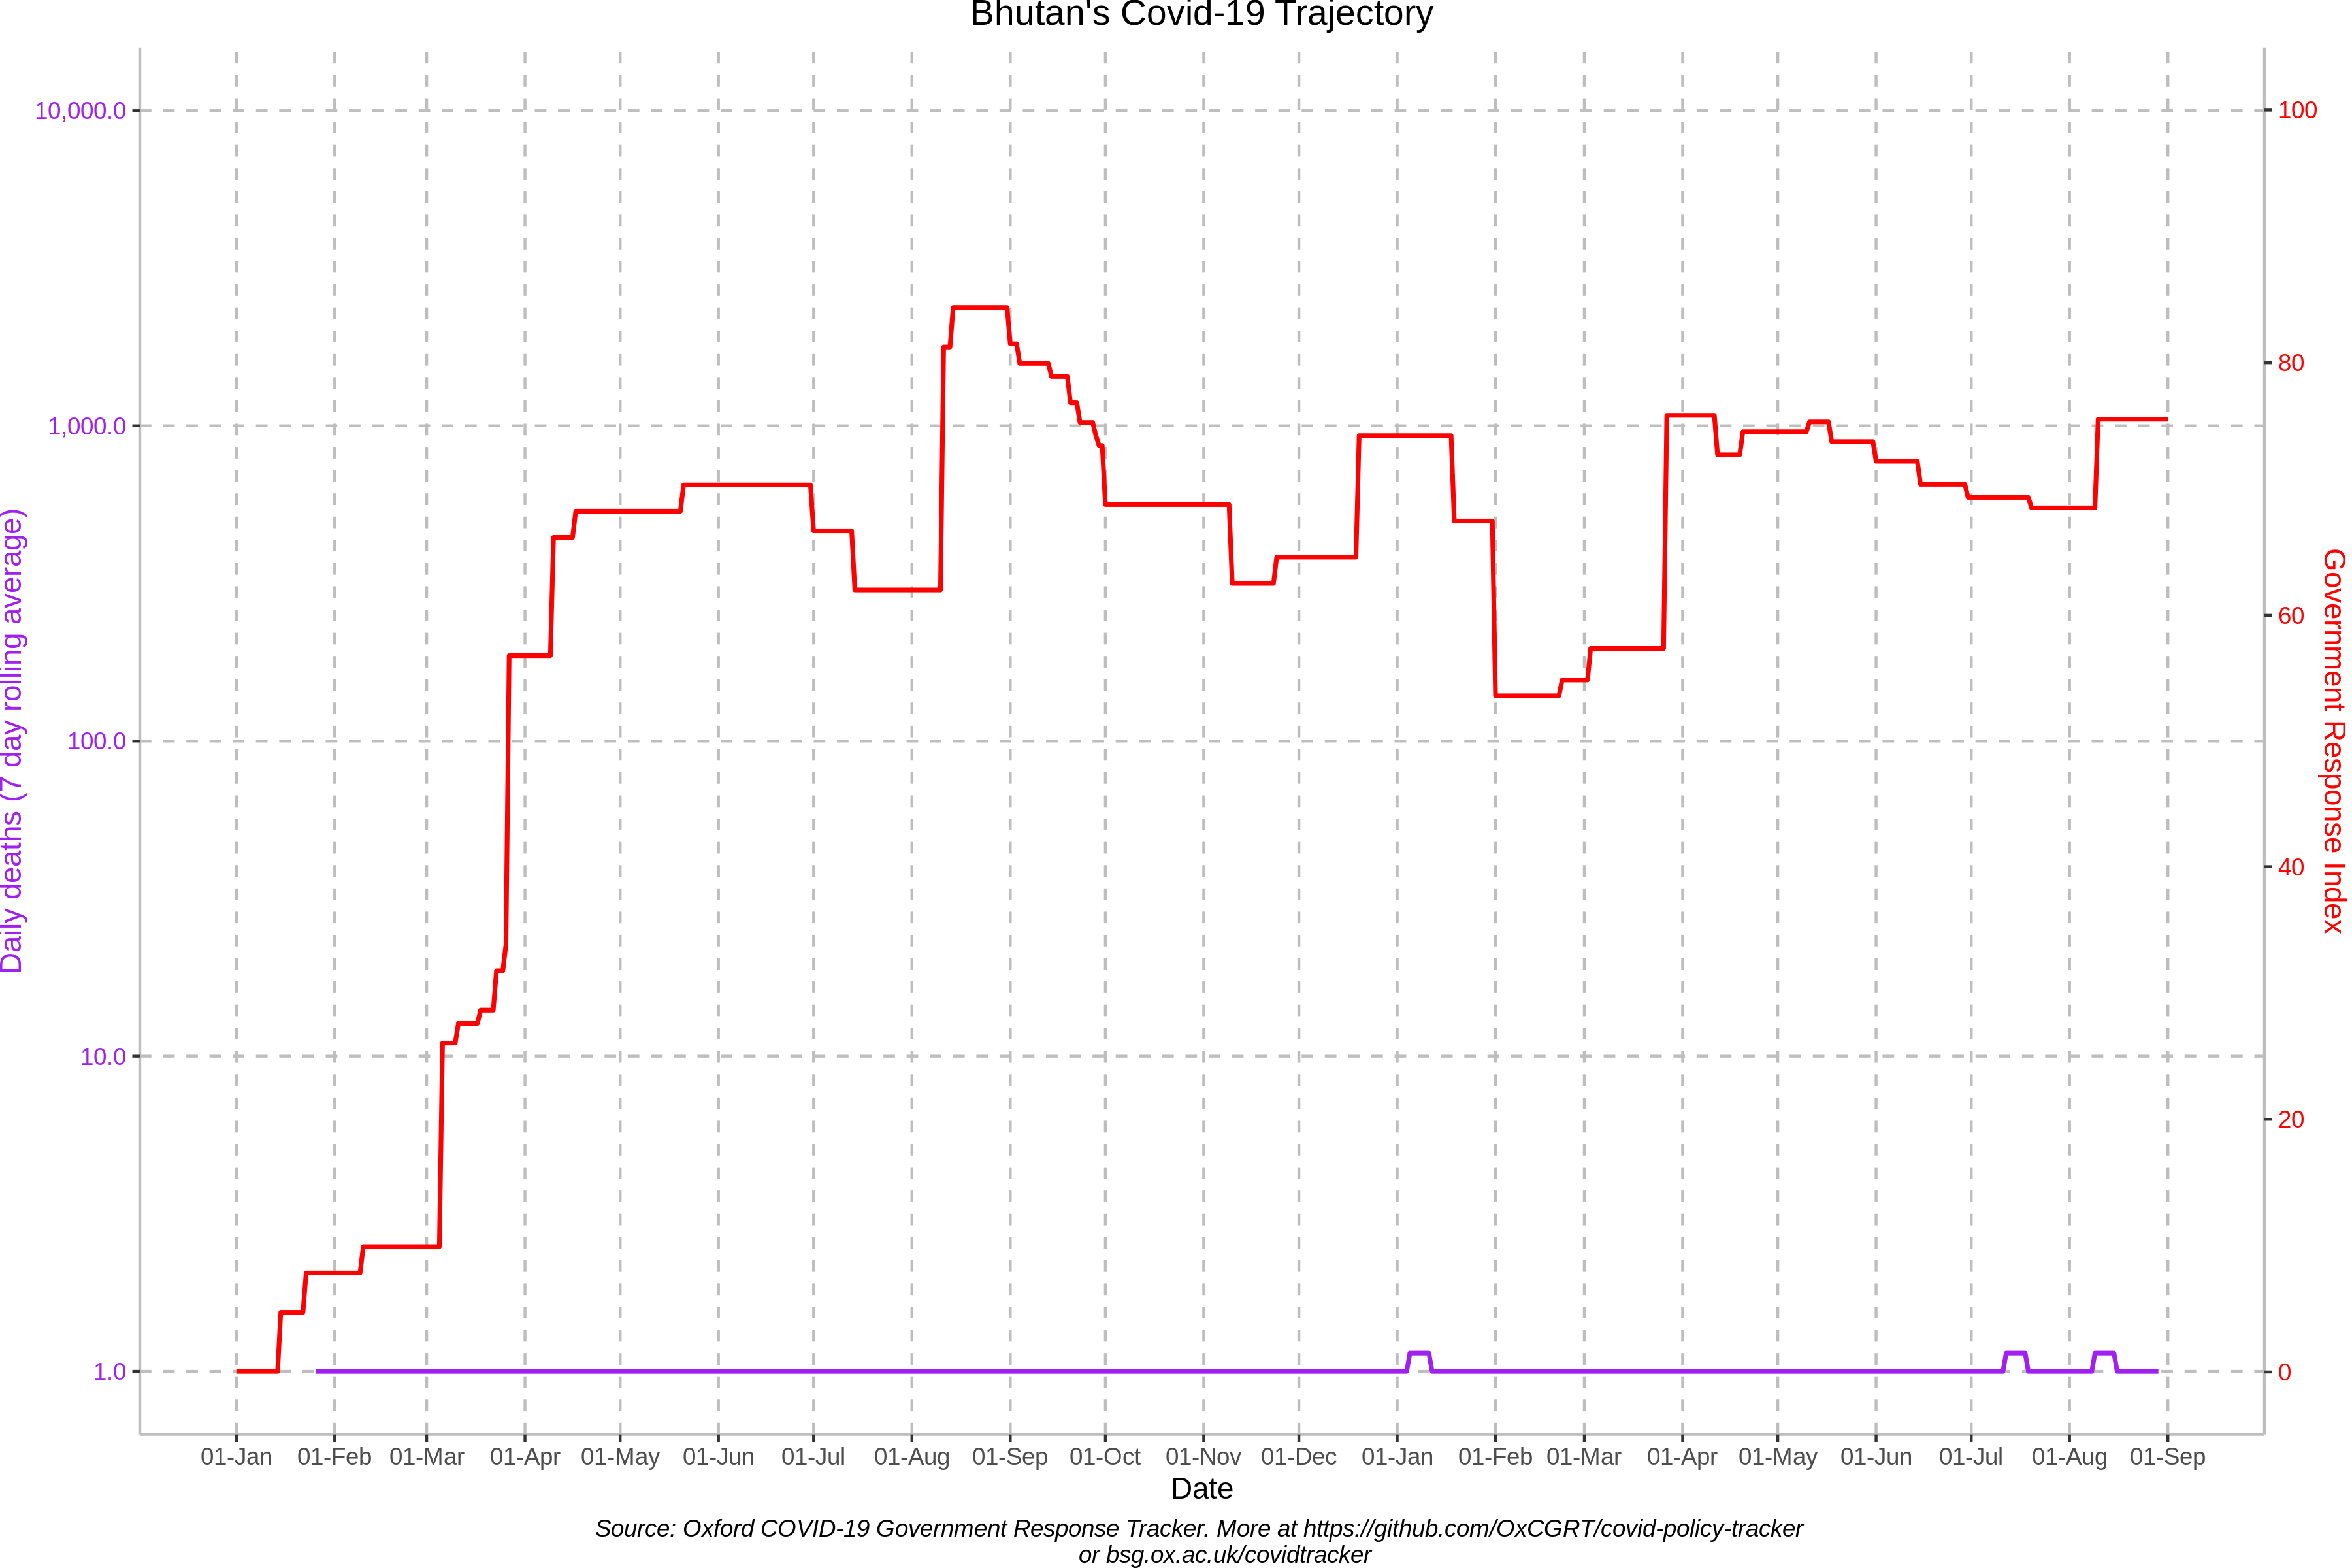 Bhutan's Covid-19 Trajectory
10,000.0
1,000.0
100.0
10.0
1.0
Daily deaths (7 day rolling average)
100
80
60
40
20
0
Government Response Index
01-Jan 01-Feb 01-Mar 01-Apr 01-May 01-Jun 01-Jul 01-Aug 01-Sep 01-Oct 01-Nov 01-Dec 01-Jan 01-Feb 01-Mar 01-Apr 01-May 01-Jun 01-Jul 01-Aug 01-Sep
Date
Source: Oxford COVID-19 Government Response Tracker. More at https://github.com/OxCGRT/covid-policy-tracker
or bsg.ox.ac.uk/covidtracker